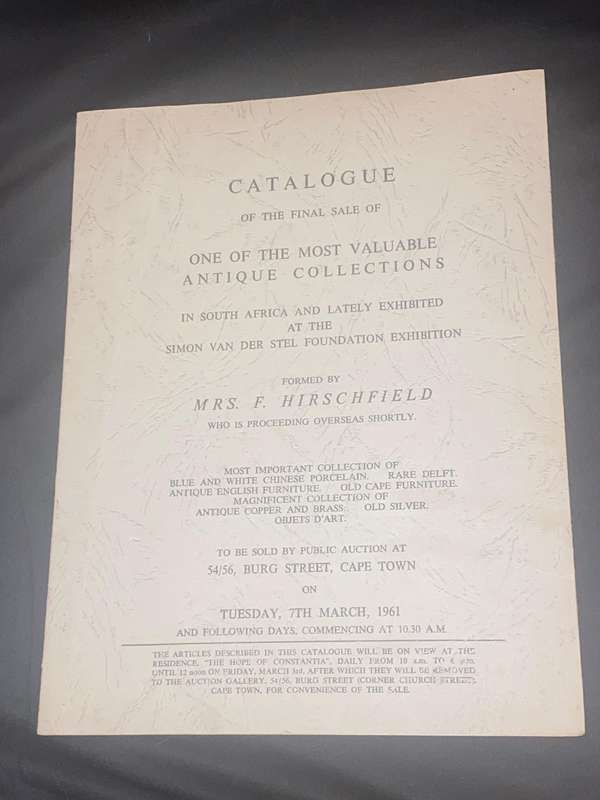 CATALOGUE
OF THE FINAL SALE OF
ONE OF THE MOST VALUABLE
ANTIQUE COLLECTIONS
IN SOUTH AFRICA AND LATELY EXHIBITED
AT THE
SIMON VAN DER STEL FOUNDATION EXHIBITION
FORMED BY
MRS. F. HIRSCHFIELD
WHO IS PROCEEDING OVERSEAS SHORTLY.
MOST IMPORTANT COLLECTION OF
BLUE AND WHITE CHINESE PORCELAIN. RARE DELFT.
ANTIQUE ENGLISH FURNITURE. OLD CAPE FURNITURE.
MAGNIFICENT COLLECTION OF
ANTIQUE COPPER AND BRASS. OLD SILVER.
OBJETS D'ART.
TO BE SOLD BY PUBLIC AUCTION AT
54/56, BURG STREET, CAPE TOWN
ON
TUESDAY, 7TH MARCH, 1961
AND FOLLOWING DAYS, COMMENCING AT 10.30 A.M.
THE ARTICLES DESCRIBED IN THIS CATALOGUE WILL BE ON VIEW AT THE
RESIDENCE, "THE HOPE OF CONSTANTIA", DAILY FROM 10 a.m. TO 6 p.m.
UNTIL 12 noon ON FRIDAY, MARCH 3rd, AFTER WHICH THEY WILL BE REMOVED
TO THE AUCTION GALLERY, 54/56, BURG STREET (CORNER CHURCH STREET),
CAPE TOWN, FOR CONVENIENCE OF THE SALE.